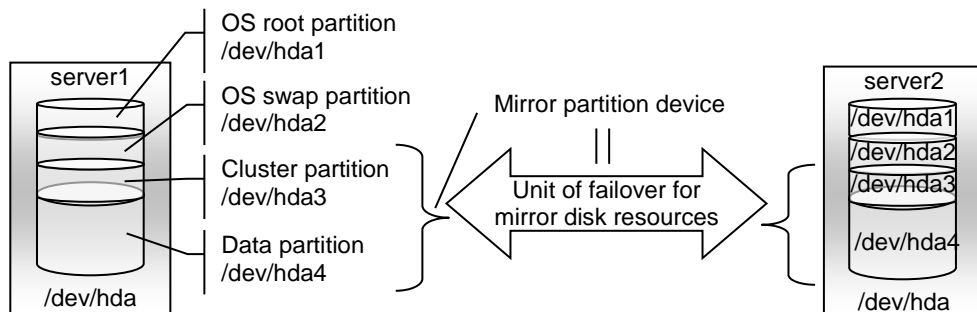 OS root partition
/dev/hda1
server1
OS swap partition
/dev/hda2
Cluster partition
/dev/hda3
Data partition
/dev/hda4
/dev/hda
Mirror partition device
Unit of failover for
mirror disk resources
server2
/dev/hda1
/dev/hda2
/dev/hda3
/dev/hda4
/dev/hda